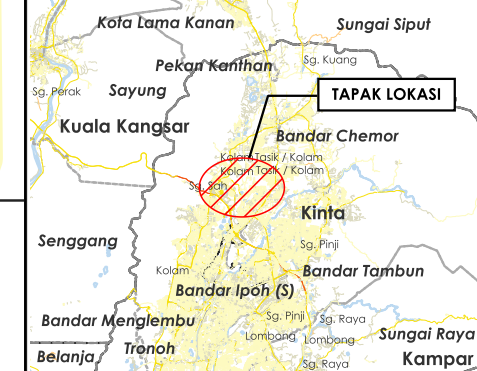 Kota Lama Kanan
Sungai Siput
Pekan Kanthan
Sg. Kuang
Sayung
Sg. Perak
TAPAK LOKASI
Kuala Kangsar
Bandar Chemor
Kolam Tasik / Kolam
Kolam Tasik / Kolam
Sg. Sah
Kinta
Senggang
Sg. Pinji
Kolam
Bandar Tambun
Bandar Ipoh (S)
Bandar Menglembu
Sg. Pinji
Sg. Raya
Sungai Raya
Tronoh
Lombong
Lombong
Belanja
Kampar
Sg. Raya